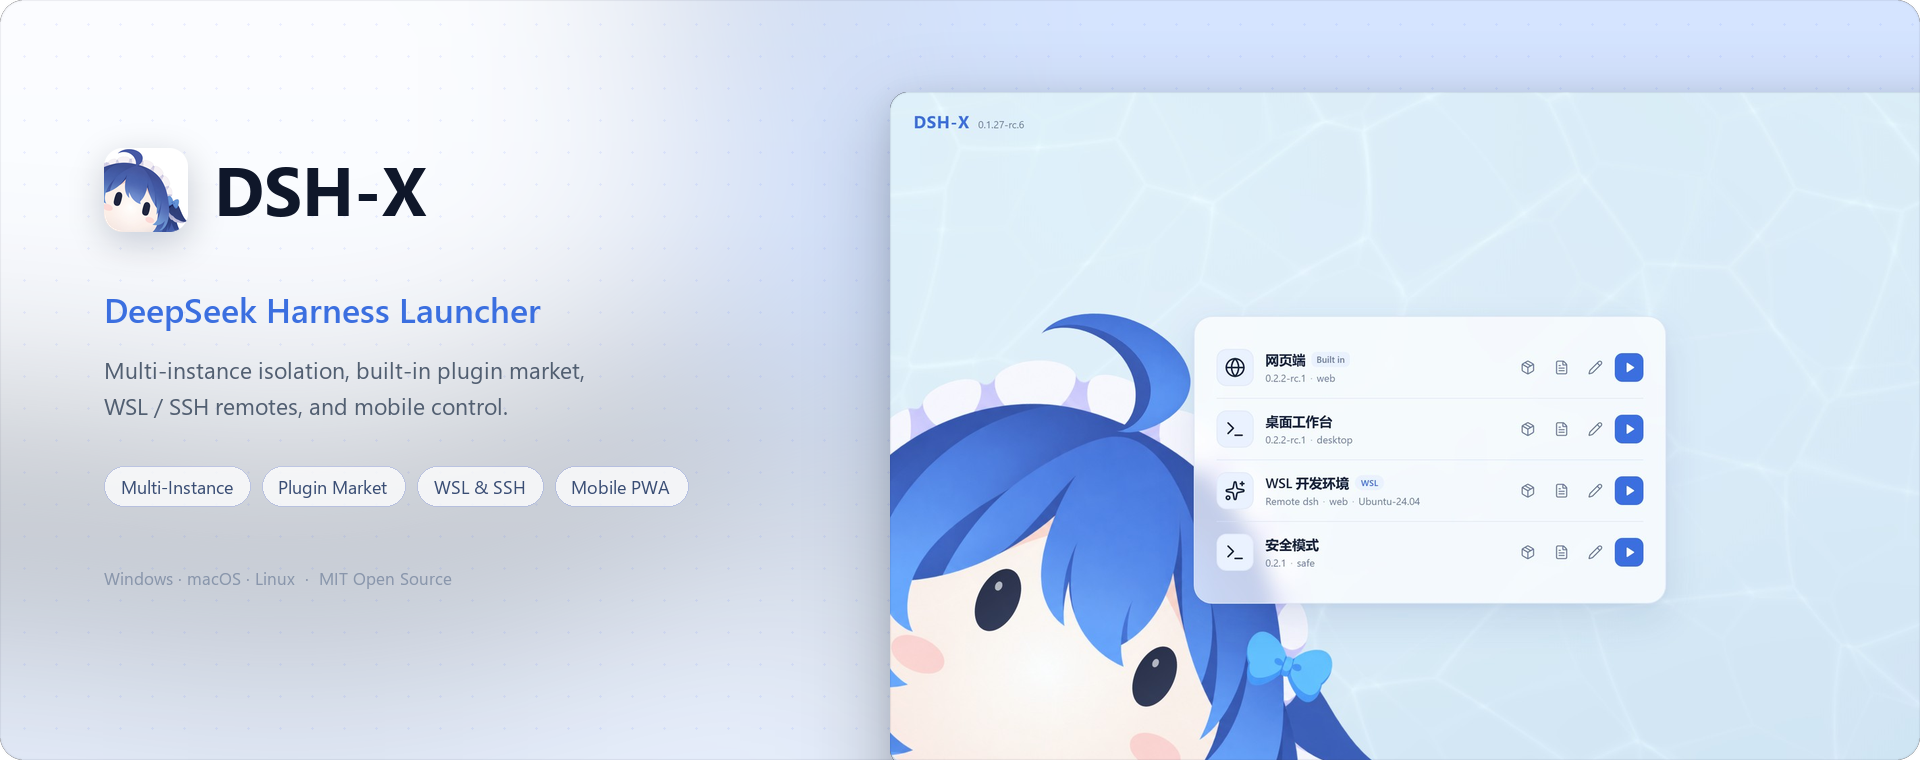 DSH-X
DeepSeek Harness Launcher
Multi-instance isolation, built-in plugin market,
WSL / SSH remotes, and mobile control.
Multi-Instance
Plugin Market
WSL & SSH
Mobile PWA
Windows · macOS · Linux · MIT Open Source
DSH-X 0.1.27-rc.6
网页端 Built in
0.2.2-rc.1 · web
桌面工作台
0.2.2-rc.1 · desktop
WSL 开发环境 WSL
Remote dsh · web · Ubuntu-24.04
安全模式
0.2.1 · safe